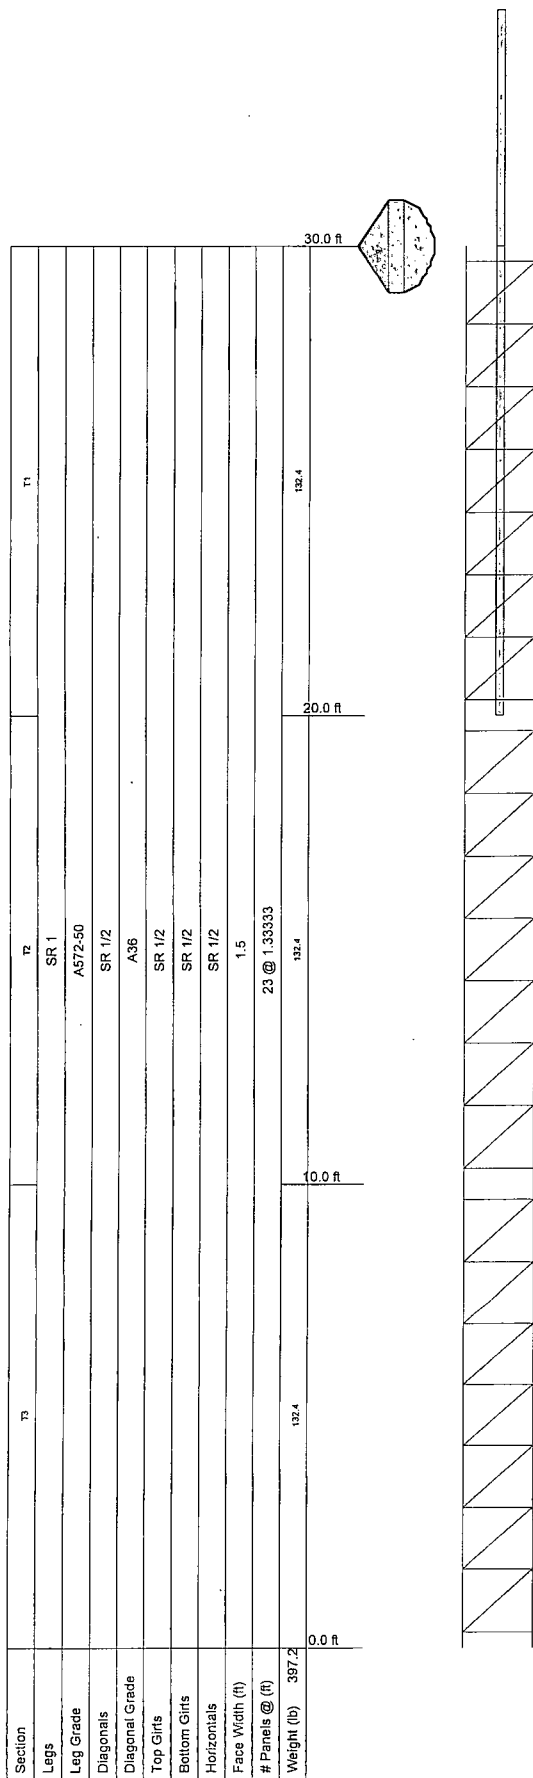 Section T3 T2 T1
Legs SR 1
Leg Grade A572-50
Diagonals SR 1/2
Diagonal Grade A36
Top Girts SR 1/2
Bottom Girts SR 1/2
Horizontals SR 1/2
Face Width (ft) 1.5
# Panels @ (ft) 23 @ 1.33333
Weight (lb) 397.2 132.4 132.4 132.4
30.0 ft
20.0 ft
10.0 ft
0.0 ft